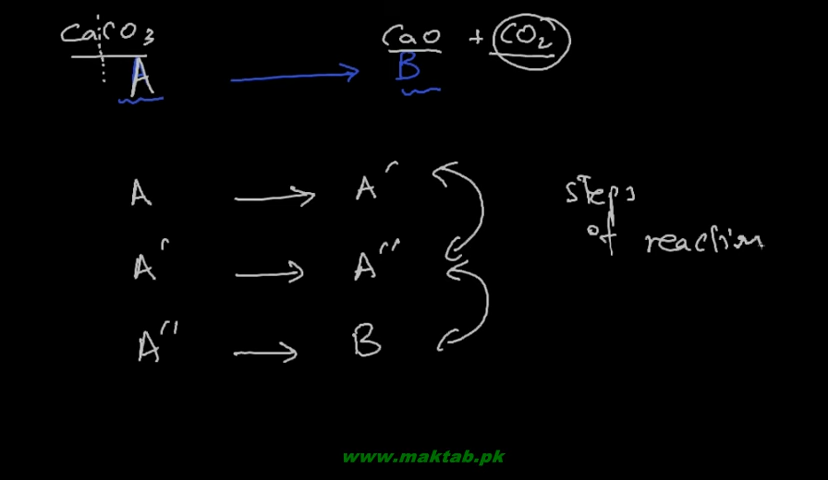 CaCO3 CaO + CO2
A → B
A → A'
steps
of reaction
A' → A''
A'' → B
www.maktab.pk